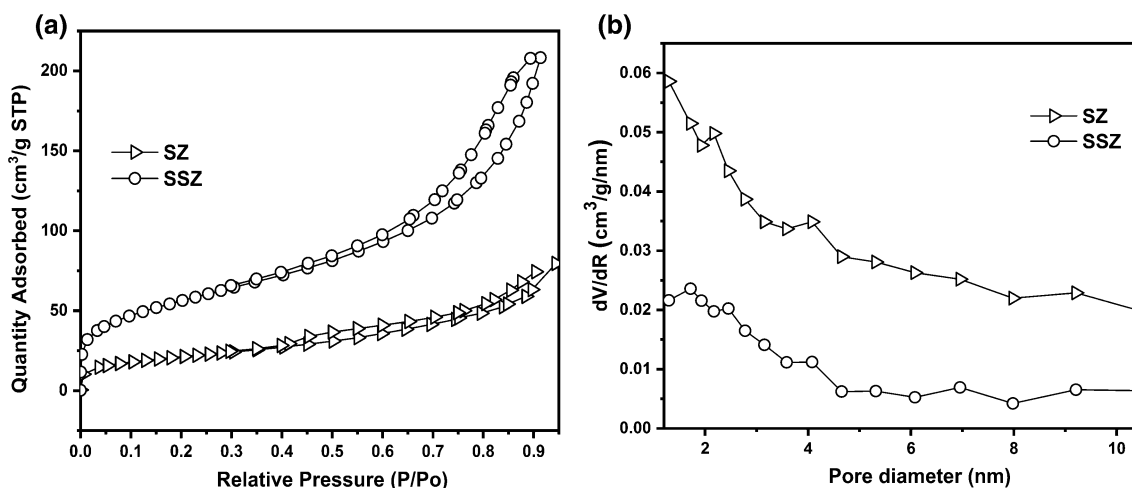 (a)
Quantity Adsorbed (cm³/g STP)
200
150
100
50
0
SZ
SSZ
0.0 0.1 0.2 0.3 0.4 0.5 0.6 0.7 0.8 0.9
Relative Pressure (P/Po)
(b)
dV/dR (cm³/g/nm)
0.06
0.05
0.04
0.03
0.02
0.01
0.00
SZ
SSZ
2 4 6 8 10
Pore diameter (nm)